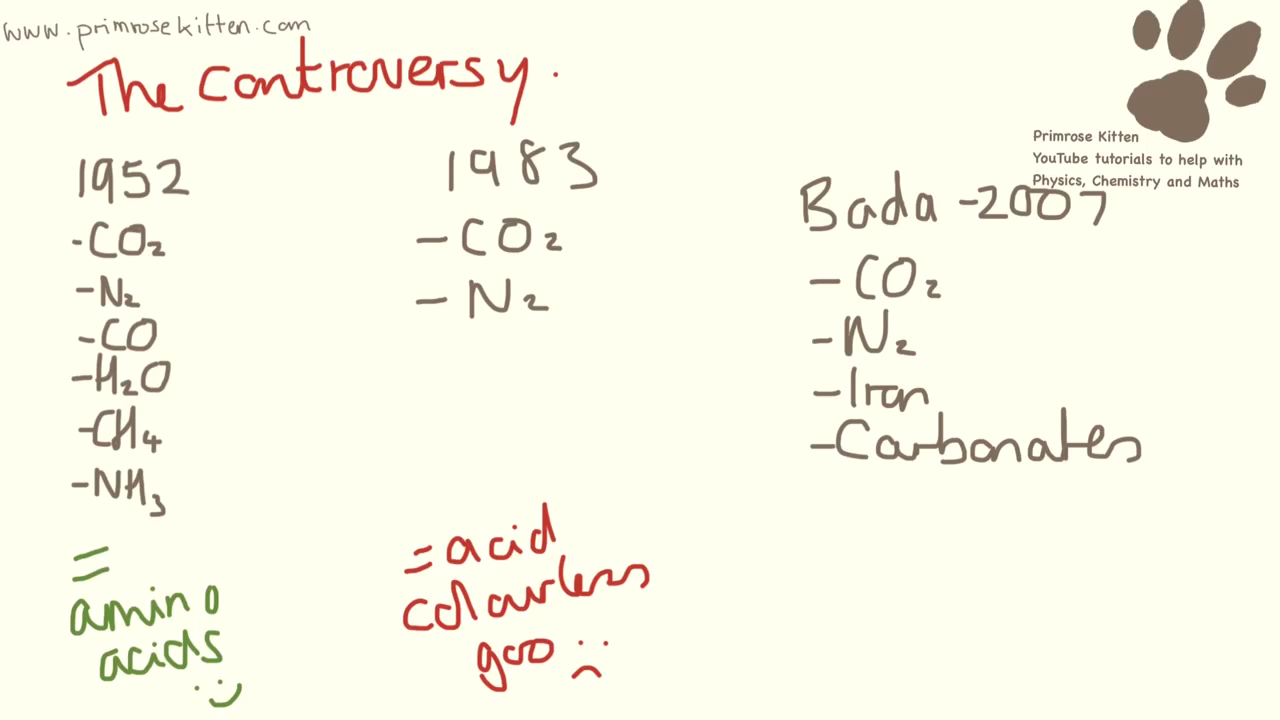 www.primrosekitten.com
The controversy.
1952
-CO₂
-N₂
-CO
-H₂O
-CH₄
-NH₃
=
amino
acids
1983
-CO₂
-N₂
=acid
colourless
goo
Primrose Kitten
YouTube tutorials to help with
Physics, Chemistry and Maths
Bada -2007
-CO₂
-N₂
-Iron
-Carbonates